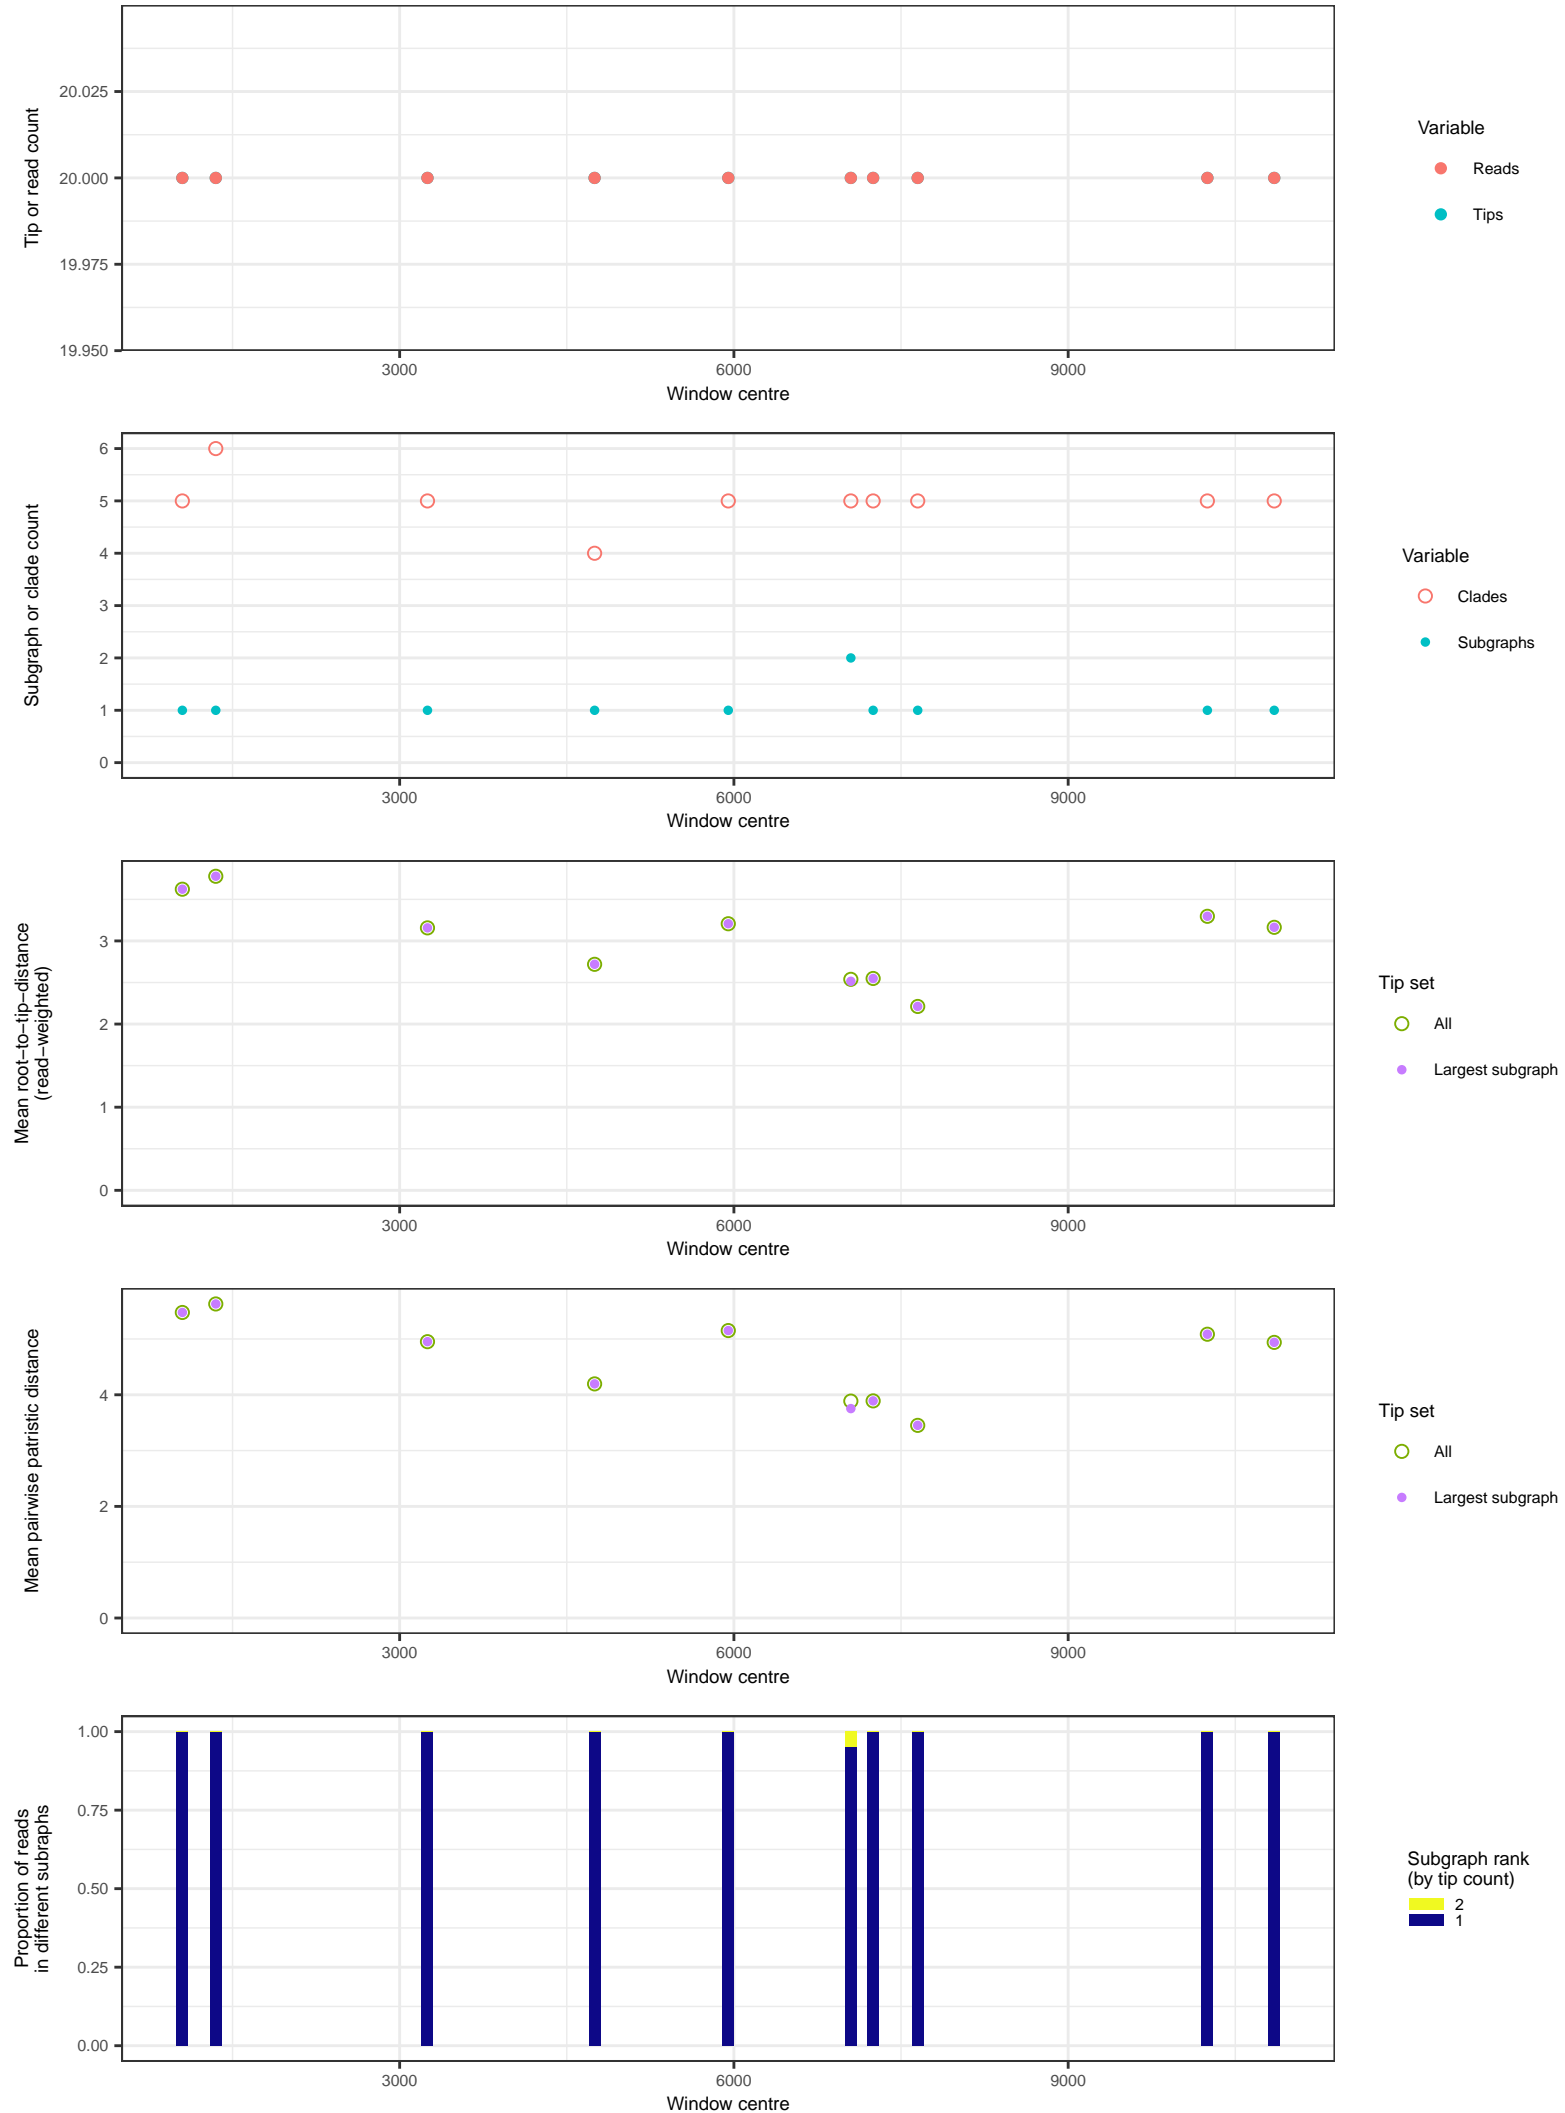 Tip or read count
20.025
20.000
19.975
19.950
3000
6000
9000
Window centre
Variable
Reads
Tips
Subgraph or clade count
6
5
4
3
2
1
0
3000
6000
9000
Window centre
Variable
Clades
Subgraphs
Mean root−to−tip−distance
(read−weighted)
3
2
1
0
3000
6000
9000
Window centre
Tip set
All
Largest subgraph
Mean pairwise patristic distance
4
2
0
3000
6000
9000
Window centre
Tip set
All
Largest subgraph
Proportion of reads
in different subraphs
1.00
0.75
0.50
0.25
0.00
3000
6000
9000
Window centre
Subgraph rank
(by tip count)
2
1